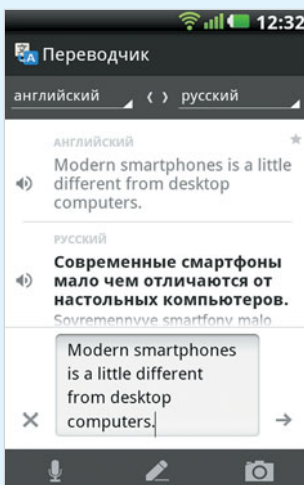 12:32
Переводчик
английский ‹ › русский
АНГЛИЙСКИЙ
Modern smartphones is a little
different from desktop
computers.
РУССКИЙ
Современные смартфоны
мало чем отличаются от
настольных компьютеров.
Sovremennyye smartfony malo
Modern smartphones
is a little different
from desktop
computers.